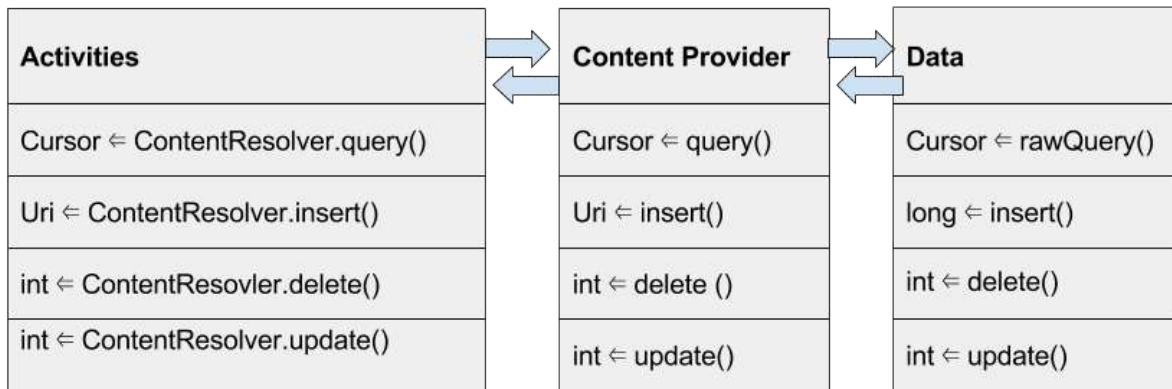 Activities
Content Provider
Data
Cursor ⇐ ContentResolver.query()
Cursor ⇐ query()
Cursor ⇐ rawQuery()
Uri ⇐ ContentResolver.insert()
Uri ⇐ insert()
long ⇐ insert()
int ⇐ ContentResovler.delete()
int ⇐ delete ()
int ⇐ delete()
int ⇐ ContentResolver.update()
int ⇐ update()
int ⇐ update()